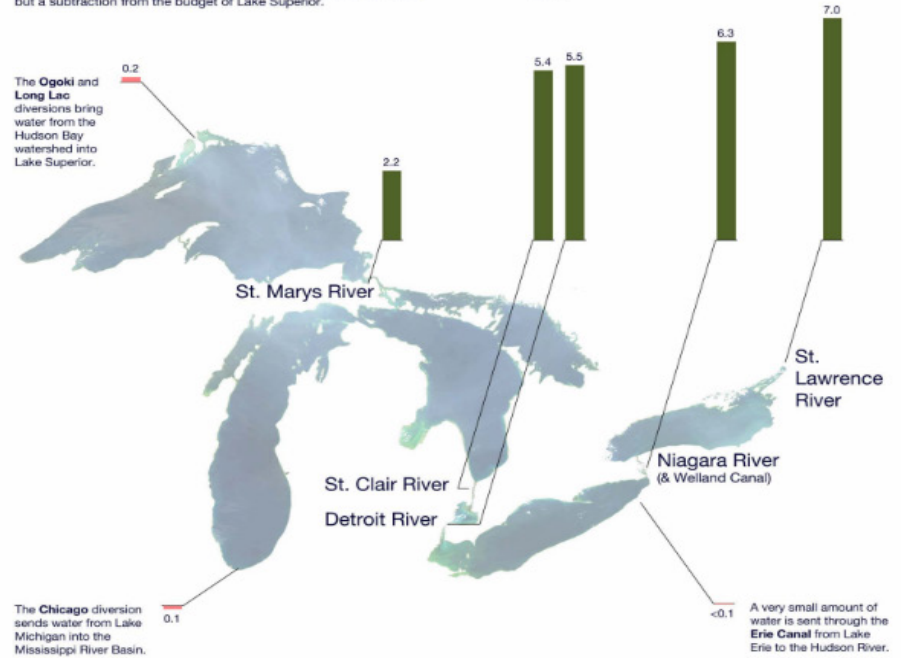 but a subtraction from the budget of Lake Superior.
7.0
6.3
5.4
5.5
0.2
The Ogoki and
Long Lac
diversions bring
water from the
Hudson Bay
watershed into
Lake Superior.
2.2
St. Marys River
St.
Lawrence
River
Niagara River
(& Welland Canal)
St. Clair River
Detroit River
The Chicago diversion
sends water from Lake
Michigan into the
Mississippi River Basin.
0.1
<0.1
A very small amount of
water is sent through the
Erie Canal from Lake
Erie to the Hudson River.